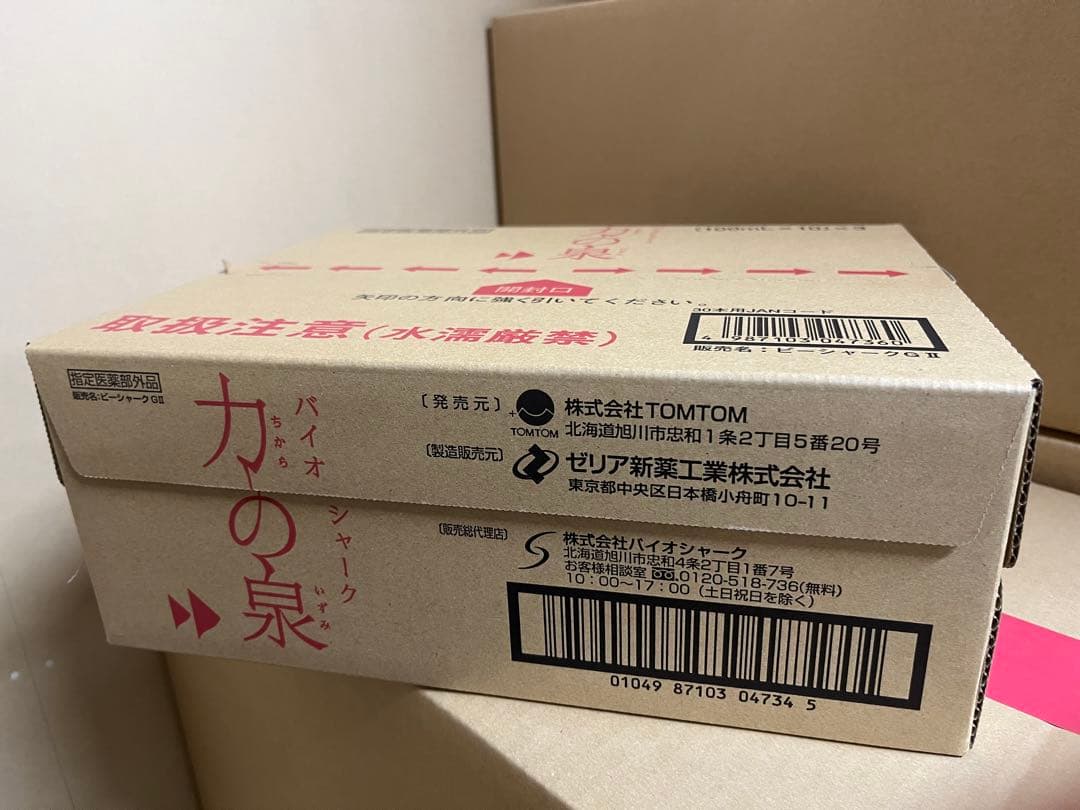 力の泉
(100mL×10)×3
開封口
矢印の方向に強く引いてください。
取扱注意(水濡厳禁)
30本用JANコード
4 987103 047360
販売名:ビーシャークGⅡ
指定医薬部外品
販売名:ビーシャークGⅡ
バイオシャーク
力の泉
ちから
いずみ
〔発売元〕
TOMTOM
株式会社TOMTOM
北海道旭川市忠和1条2丁目5番20号
〔製造販売元〕
ゼリア新薬工業株式会社
東京都中央区日本橋小舟町10-11
〔販売総代理店〕
株式会社バイオシャーク
北海道旭川市忠和4条2丁目1番7号
お客様相談室 0120-518-736(無料)
10:00~17:00(土日祝日を除く)
01049 87103 04734 5